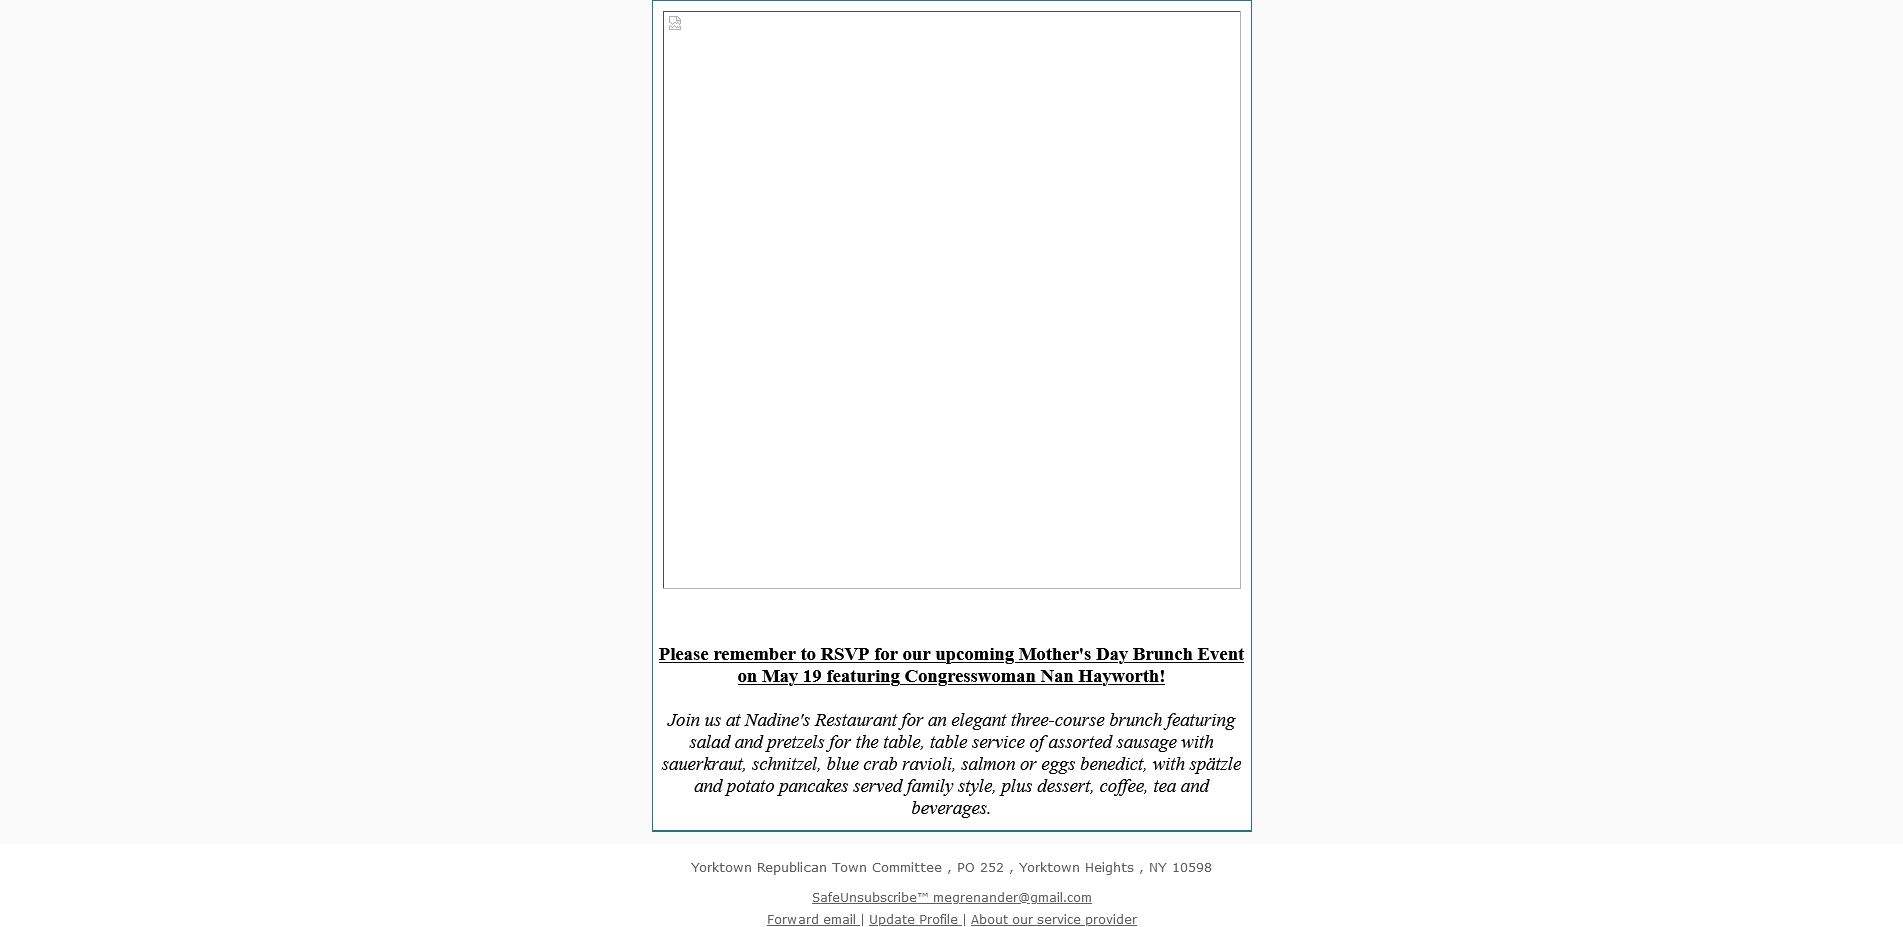 Please remember to RSVP for our upcoming Mother's Day Brunch Event
on May 19 featuring Congresswoman Nan Hayworth!
Join us at Nadine's Restaurant for an elegant three-course brunch featuring
salad and pretzels for the table, table service of assorted sausage with
sauerkraut, schnitzel, blue crab ravioli, salmon or eggs benedict, with spätzle
and potato pancakes served family style, plus dessert, coffee, tea and
beverages.
Yorktown Republican Town Committee , PO 252 , Yorktown Heights , NY 10598
SafeUnsubscribe™ megrenander@gmail.com
Forward email | Update Profile | About our service provider